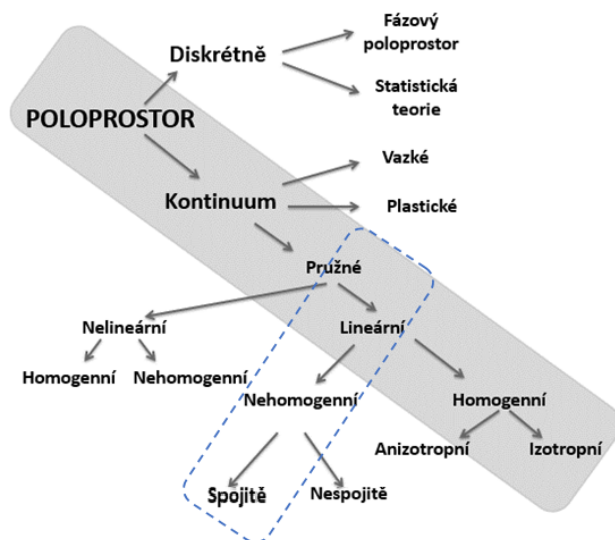 Fázový
poloprostor
Diskrétně
Statistická
teorie
POLOPROSTOR
Vazké
Kontinuum
Plastické
Pružné
Nelineární
Lineární
Homogenní
Nehomogenní
Nehomogenní
Homogenní
Anizotropní
Izotropní
Spojitě
Nespojitě